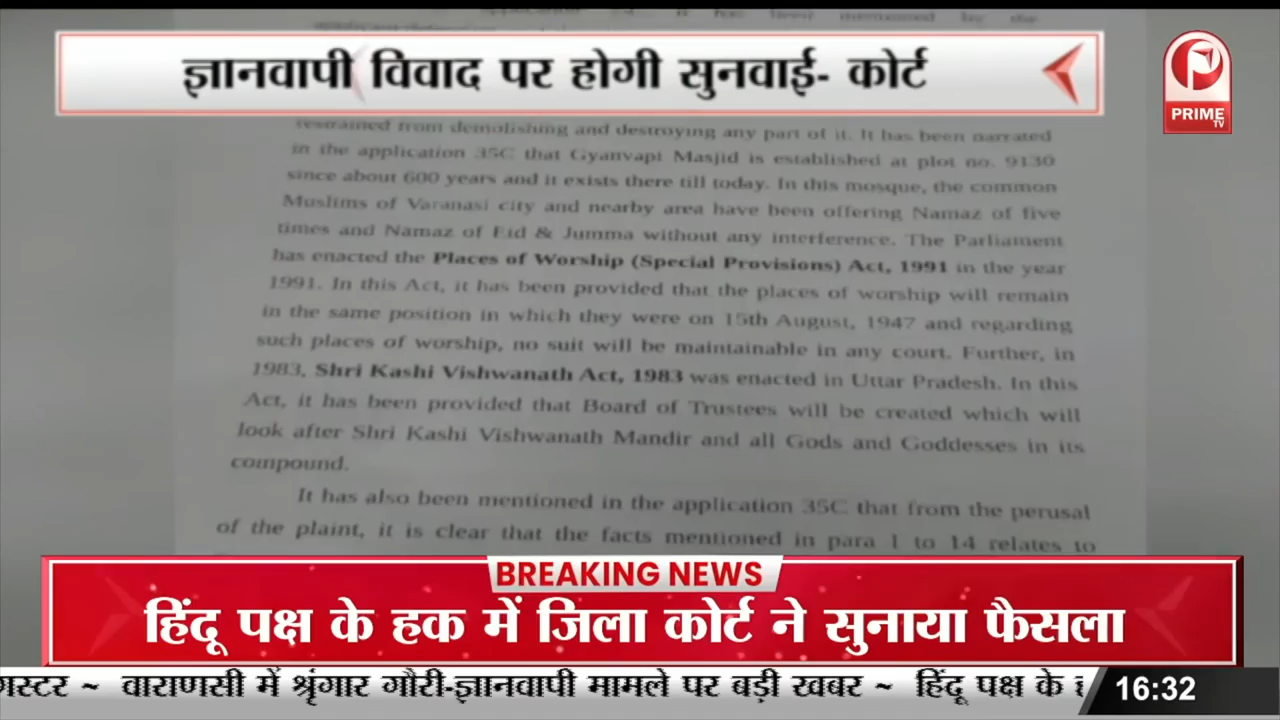 ज्ञानवापी विवाद पर होगी सुनवाई- कोर्ट
PRIME
TV
restrained from demolishing and destroying any part of it. It has been narrated
in the application 35C that Gyanvapi Masjid is established at plot no. 9130
since about 600 years and it exists there till today. In this mosque, the common
Muslims of Varanasi city and nearby area have been offering Namaz of five
times and Namaz of Eid & Jumma without any interference. The Parliament
has enacted the Places of Worship (Special Provisions) Act, 1991 in the year
1991. In this Act, it has been provided that the places of worship will remain
in the same position in which they were on 15th August, 1947 and regarding
such places of worship, no suit will be maintainable in any court. Further, in
1983, Shri Kashi Vishwanath Act, 1983 was enacted in Uttar Pradesh. In this
Act, it has been provided that Board of Trustees will be created which will
look after Shri Kashi Vishwanath Mandir and all Gods and Goddesses in its
compound.
It has also been mentioned in the application 35C that from the perusal
of the plaint, it is clear that the facts mentioned in para 1 to 14 relates to
BREAKING NEWS
हिंदू पक्ष के हक में जिला कोर्ट ने सुनाया फैसला
गस्टर ~ वाराणसी में श्रृंगार गौरी-ज्ञानवापी मामले पर बड़ी खबर ~ हिंदू पक्ष के
16:32